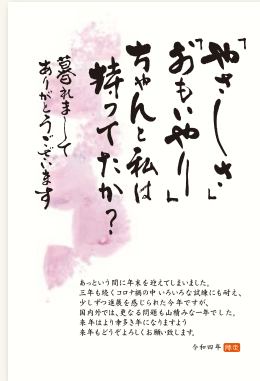 「やさしさ」
「おもいやり」
ちゃんと私は
持ってたか?
暮れまして
ありがとうございます
あっという間に年末を迎えてしまいました。
三年も続くコロナ禍の中いろいろな試練にも耐え、
少しずつ進展を感じられた今年ですが、
国内外では、更なる問題も山積みな一年でした。
来年はより幸多き年になりますよう
来年もどうぞよろしくお願い致します。
令和四年